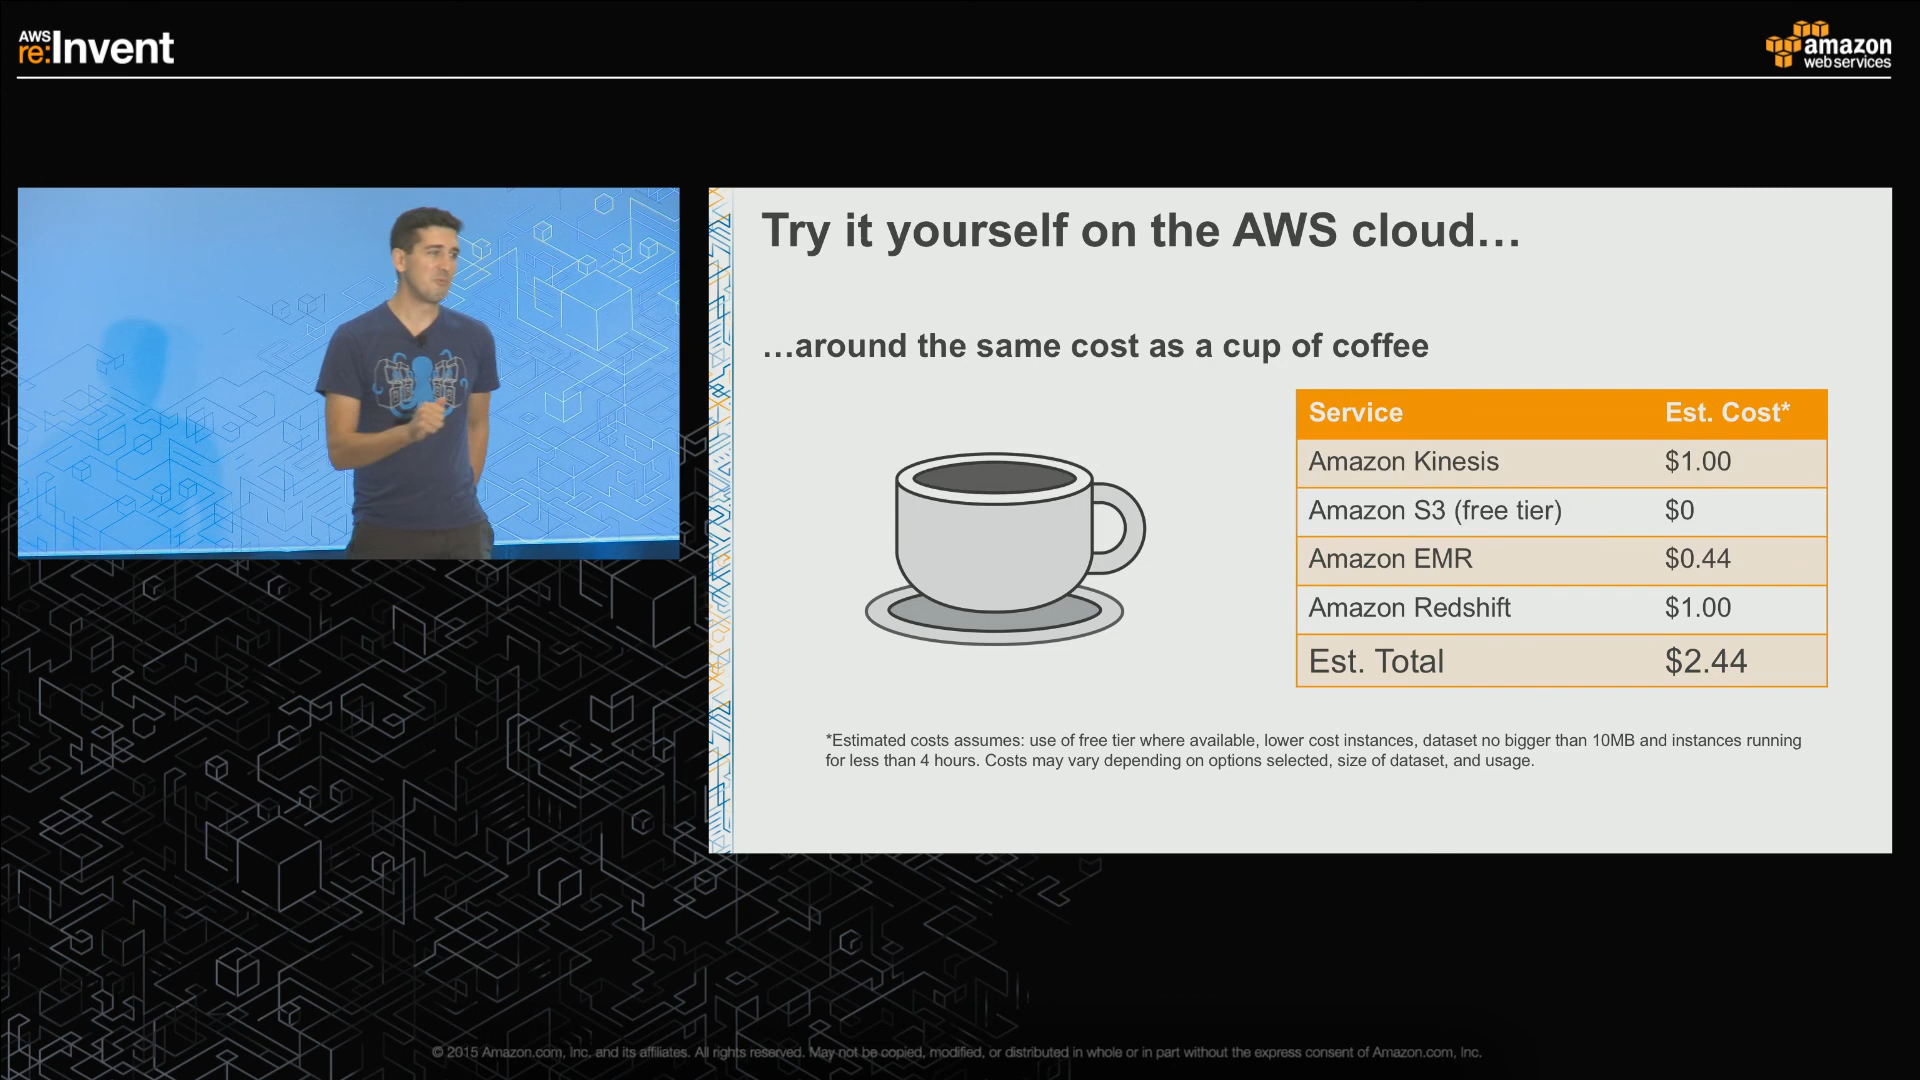 AWS
re:Invent
amazon
web services
Try it yourself on the AWS cloud…
…around the same cost as a cup of coffee
Service Est. Cost*
Amazon Kinesis $1.00
Amazon S3 (free tier) $0
Amazon EMR $0.44
Amazon Redshift $1.00
Est. Total $2.44
*Estimated costs assumes: use of free tier where available, lower cost instances, dataset no bigger than 10MB and instances running
for less than 4 hours. Costs may vary depending on options selected, size of dataset, and usage.
© 2015 Amazon.com, Inc. and its affiliates. All rights reserved. May not be copied, modified, or distributed in whole or in part without the express consent of Amazon.com, Inc.